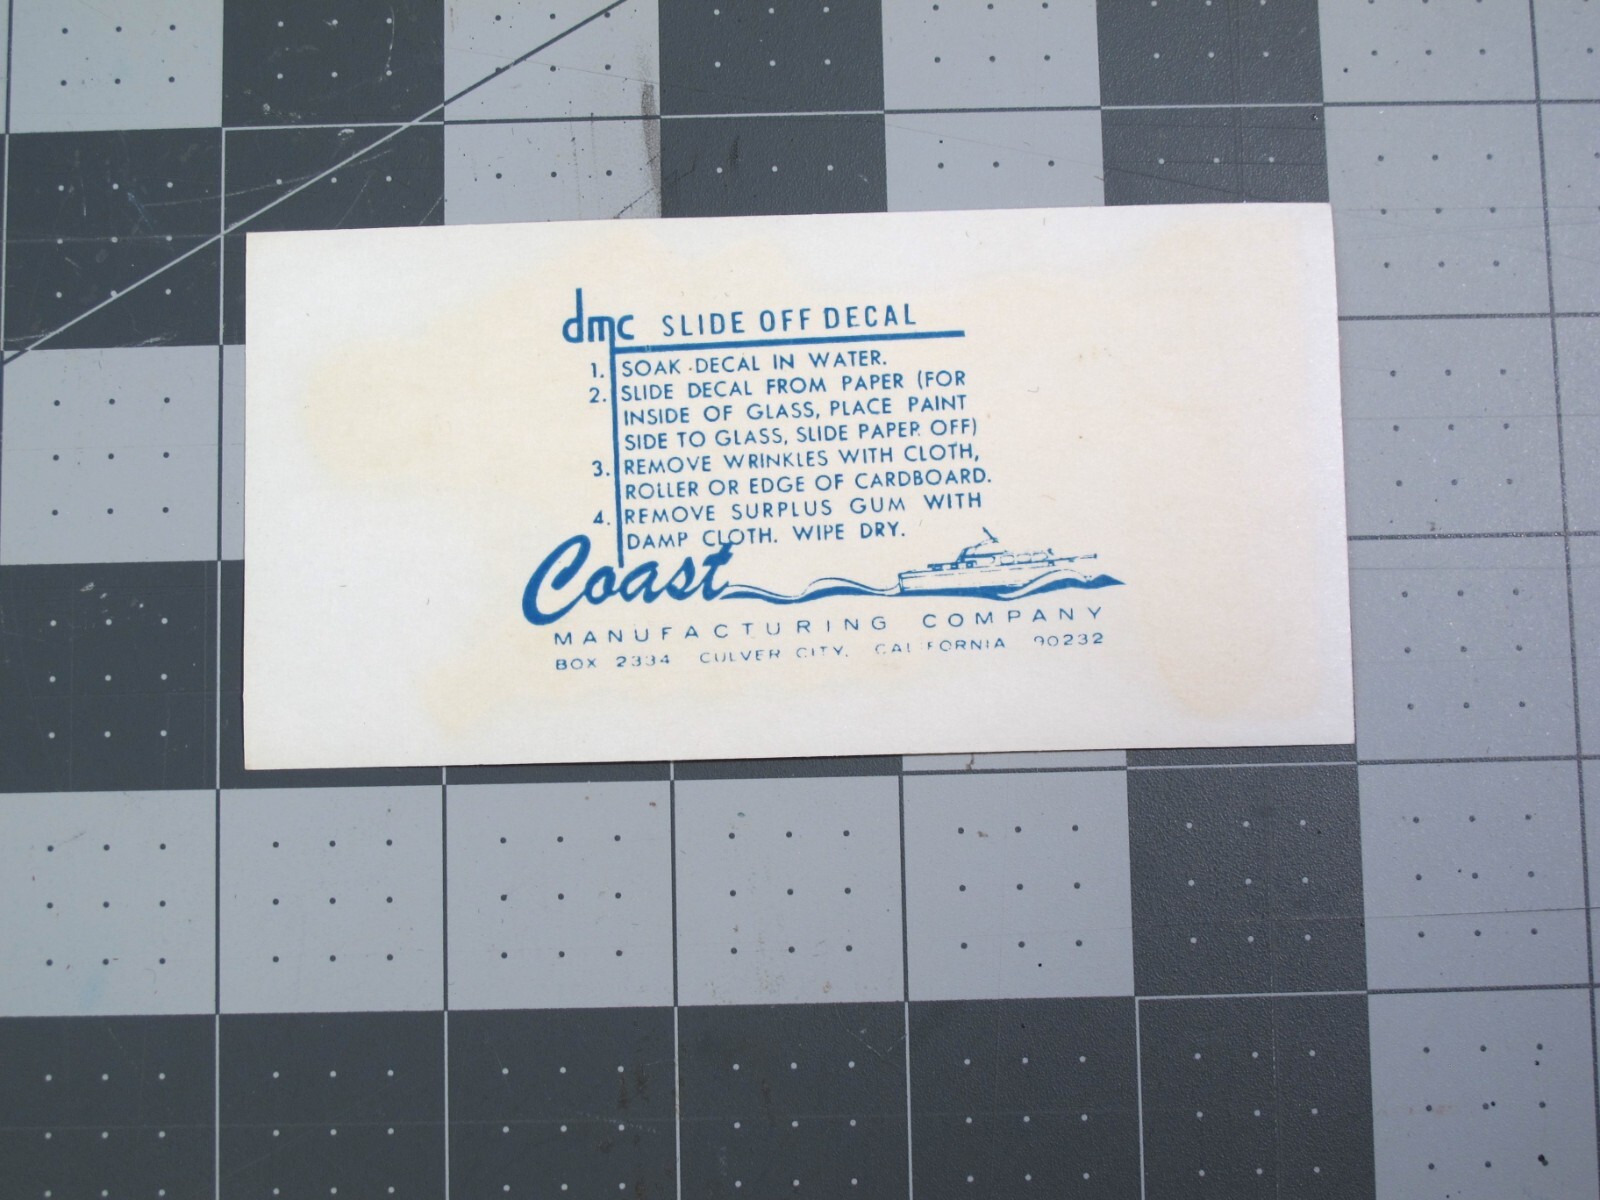 dmc SLIDE OFF DECAL
1. SOAK DECAL IN WATER.
2. SLIDE DECAL FROM PAPER (FOR
INSIDE OF GLASS, PLACE PAINT
SIDE TO GLASS, SLIDE PAPER OFF)
3. REMOVE WRINKLES WITH CLOTH,
ROLLER OR EDGE OF CARDBOARD.
4. REMOVE SURPLUS GUM WITH
DAMP CLOTH. WIPE DRY.
Coast
MANUFACTURING COMPANY
BOX 2334 CULVER CITY, CALIFORNIA 90232